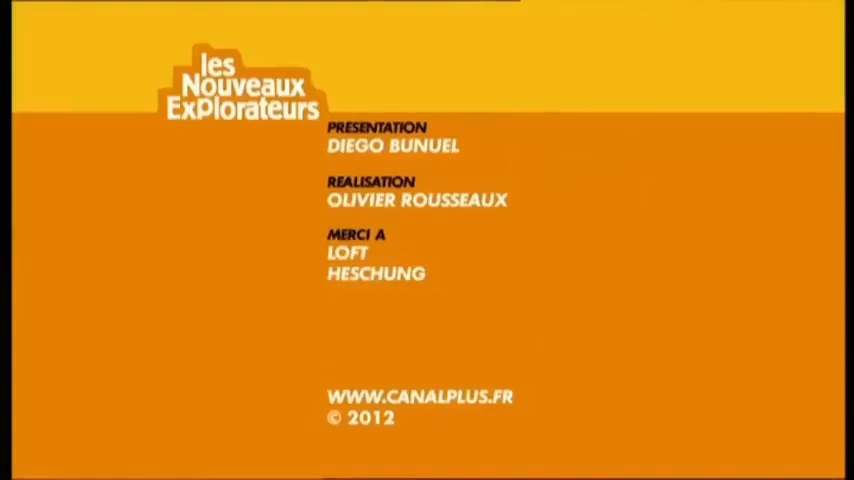 les
Nouveaux
Explorateurs
PRESENTATION
DIEGO BUNUEL
REALISATION
OLIVIER ROUSSEAUX
MERCI A
LOFT
HESCHUNG
WWW.CANALPLUS.FR
© 2012